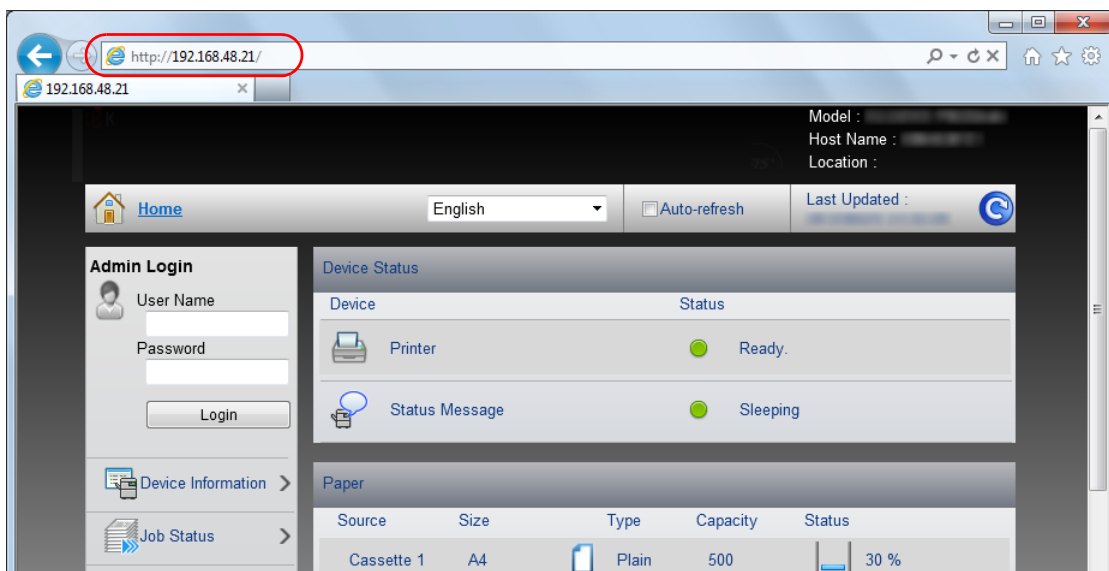 http://192.168.48.21/
192.168.48.21
Model :
Host Name :
Location :
Home
English
Auto-refresh
Last Updated :
Admin Login
User Name
Password
Login
Device Information
Job Status
Device Status
Device Status
Printer Ready.
Status Message Sleeping
Paper
Source Size Type Capacity Status
Cassette 1 A4 Plain 500 30 %